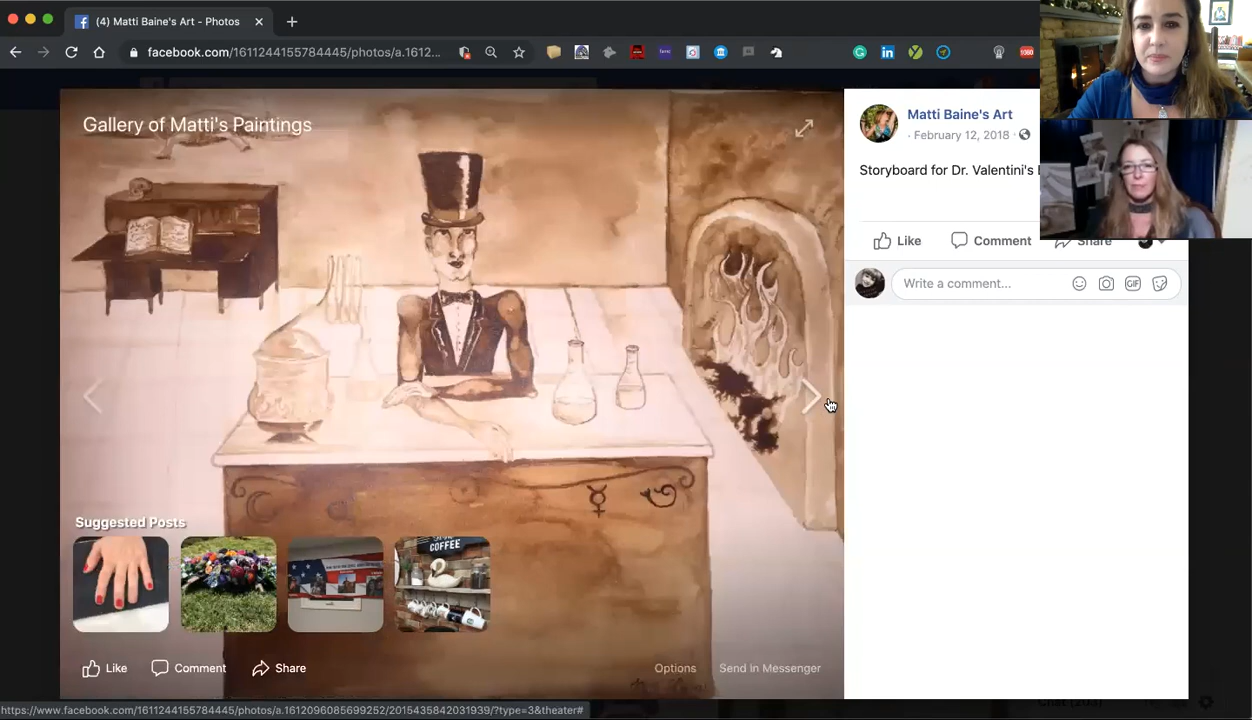 (4) Matti Baine's Art - Photos
facebook.com/1611244155784445/photos/a.1612...
Gallery of Matti's Paintings
Matti Baine's Art
· February 12, 2018 ·
Storyboard for Dr. Valentini's
Like
Comment
Share
Write a comment...
GIF
Suggested Posts
COFFEE
Like
Comment
Share
Options
Send in Messenger
https://www.facebook.com/1611244155784445/photos/a.1612096085699252/2015435842031939/?type=3&theater#